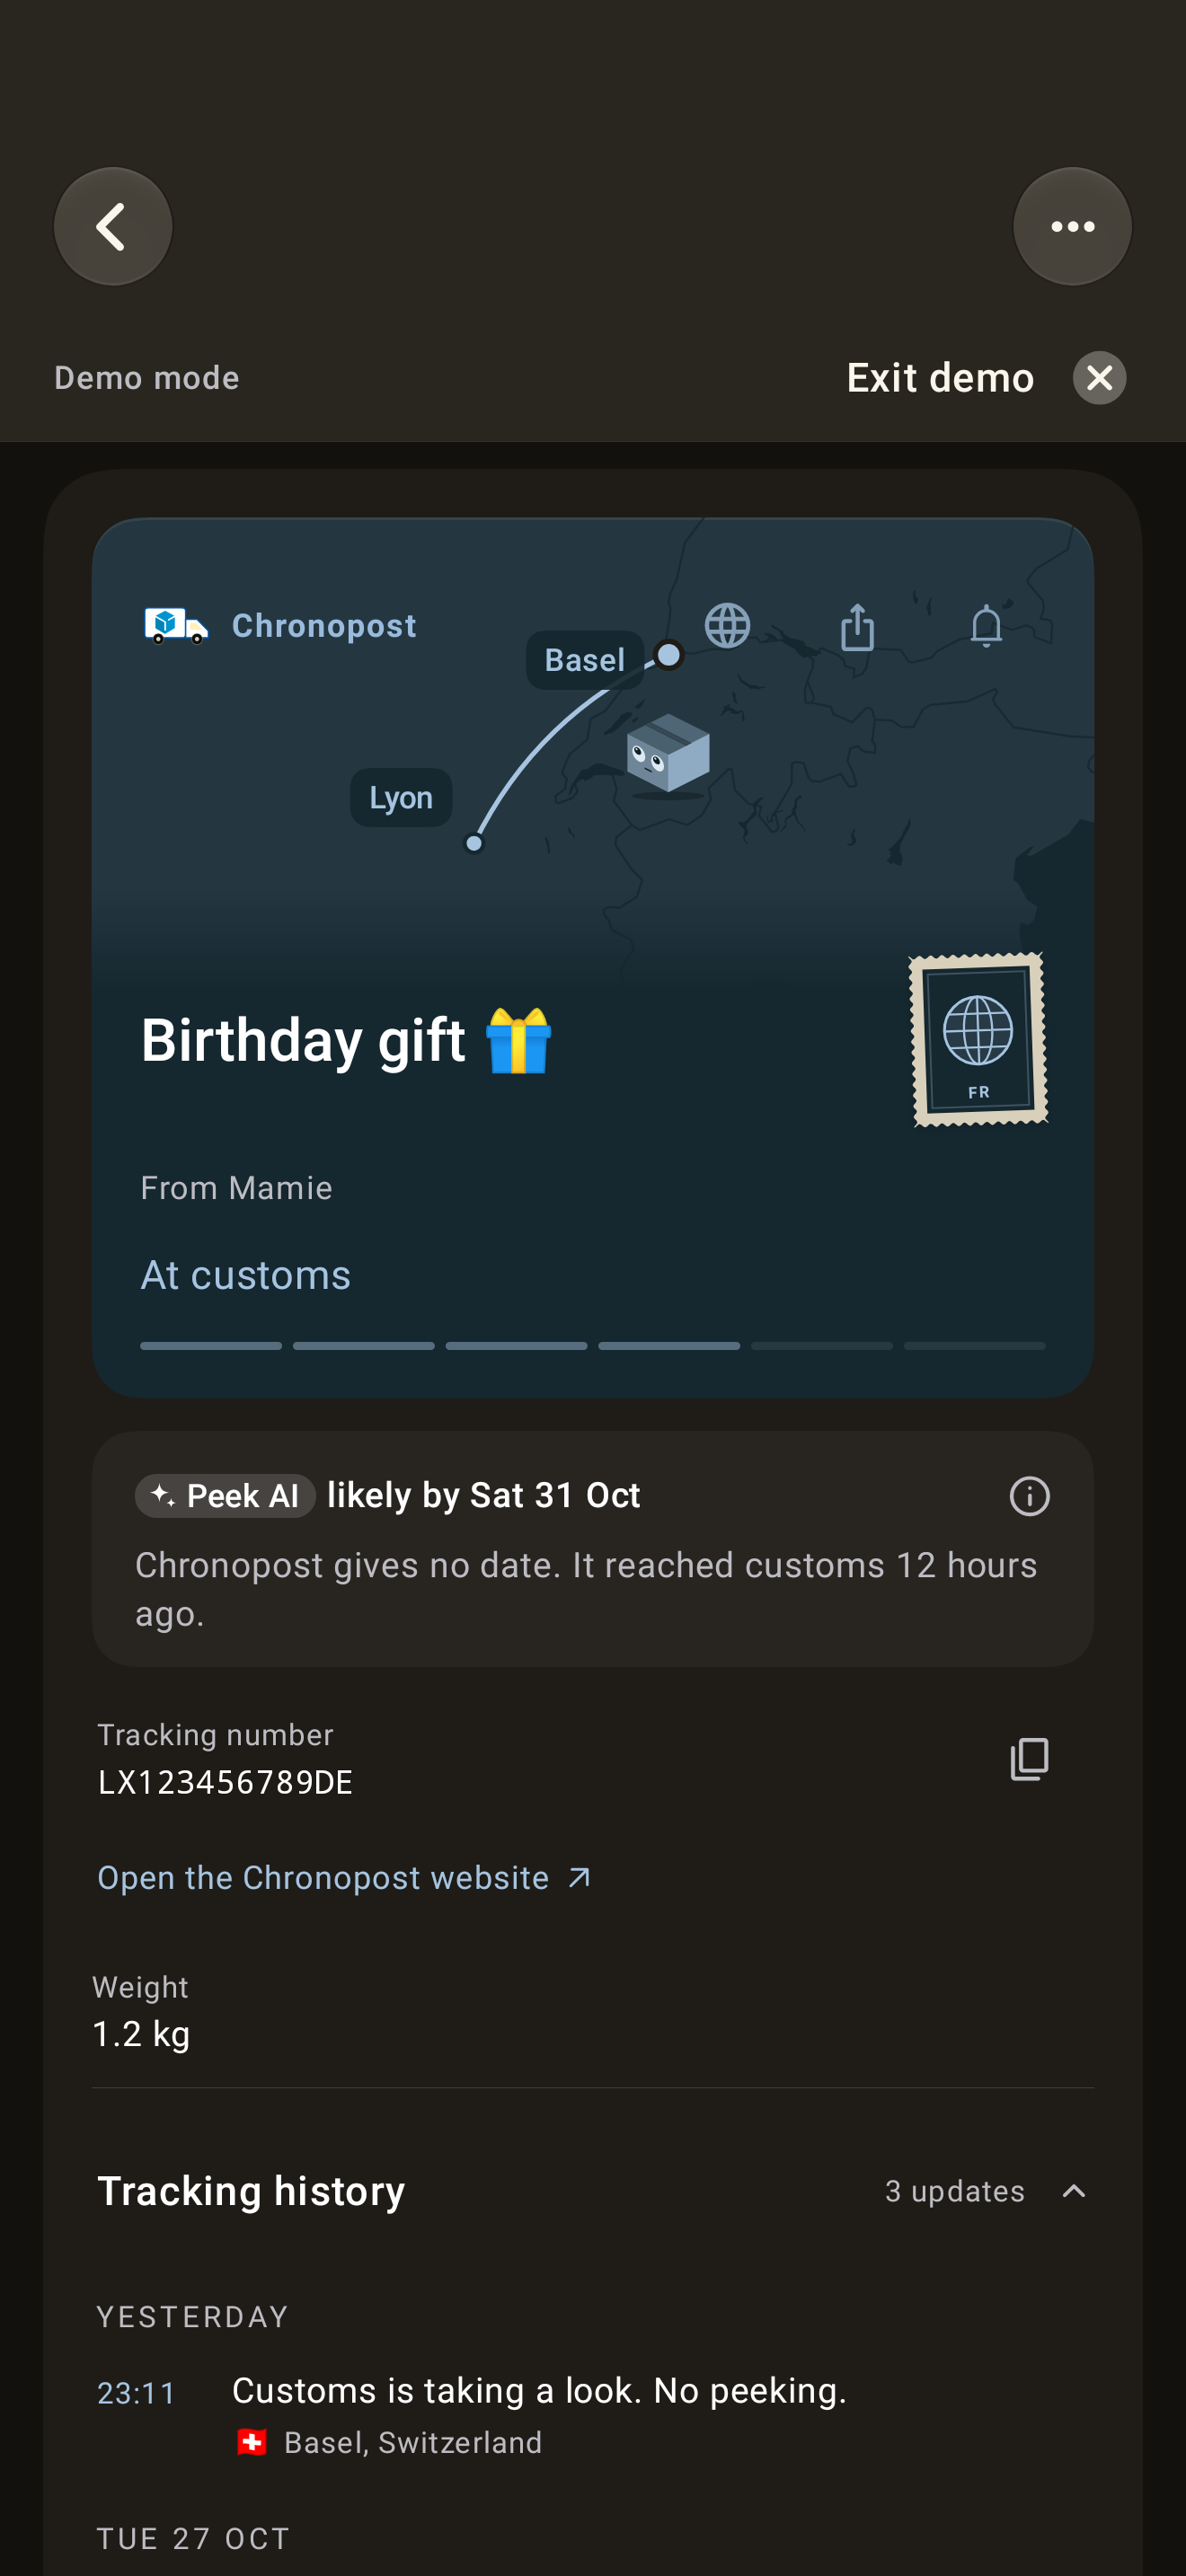 Demo mode
Exit demo
Chronopost
Basel
Lyon
Birthday gift 🎁
FR
From Mamie
At customs
Peek AI likely by Sat 31 Oct
Chronopost gives no date. It reached customs 12 hours
ago.
Tracking number
LX123456789DE
Open the Chronopost website
Weight
1.2 kg
Tracking history
3 updates
YESTERDAY
23:11
Customs is taking a look. No peeking.
🇨🇭 Basel, Switzerland
TUE 27 OCT